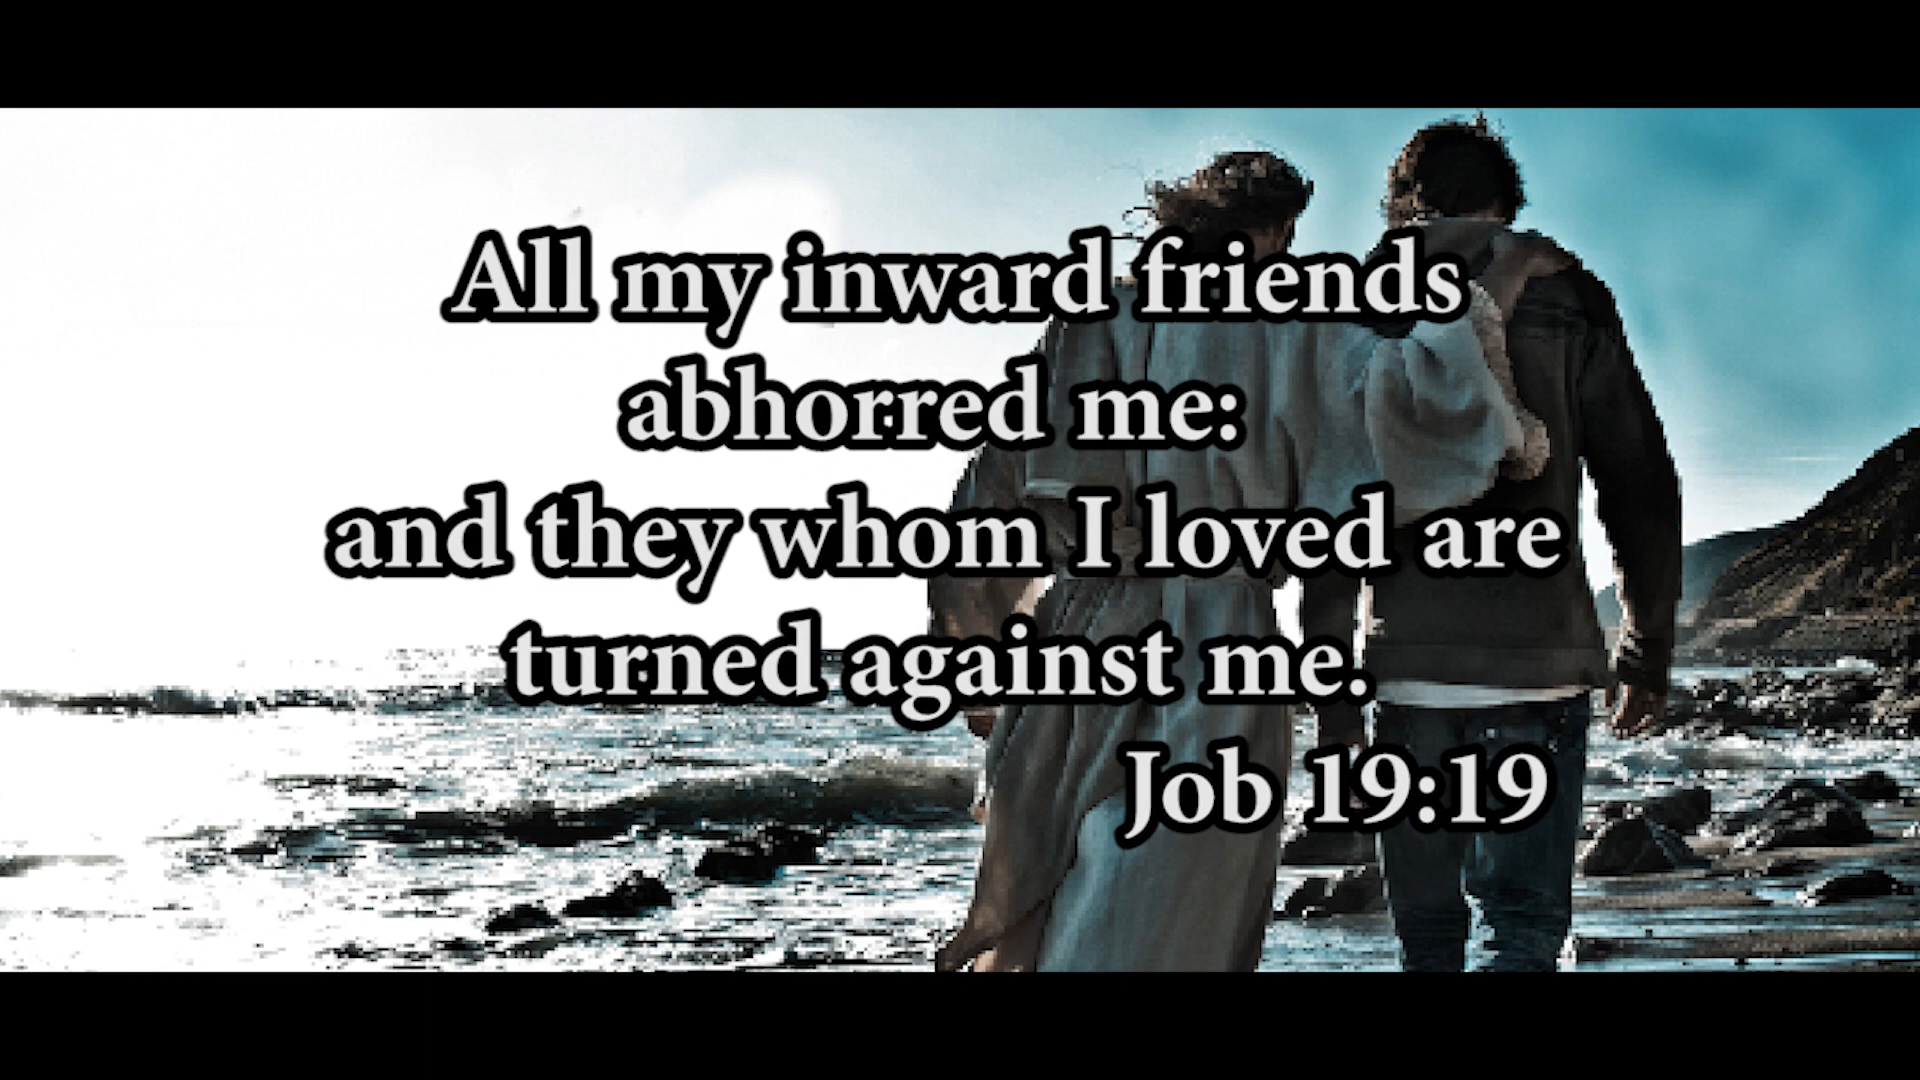 All my inward friends
abhorred me:
and they whom I loved are
turned against me.
Job 19:19